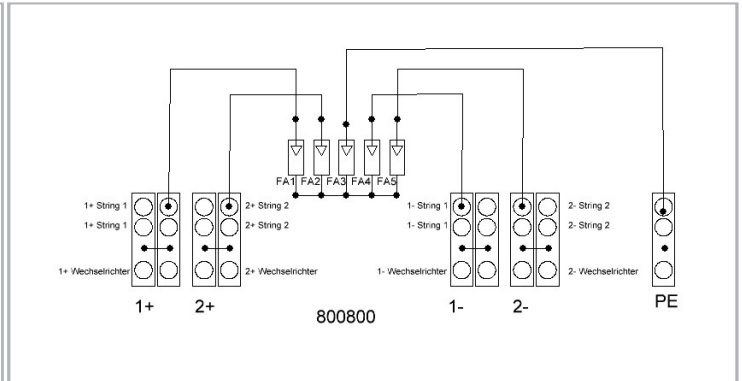 FA1 FA2 FA3 FA4 FA5
1+ String 1
1+ String 1
1+ Wechselrichter
2+ String 2
2+ String 2
2+ Wechselrichter
1- String 1
1- String 1
1- Wechselrichter
2- String 2
2- String 2
2- Wechselrichter
1+ 2+ 1- 2- PE
800800